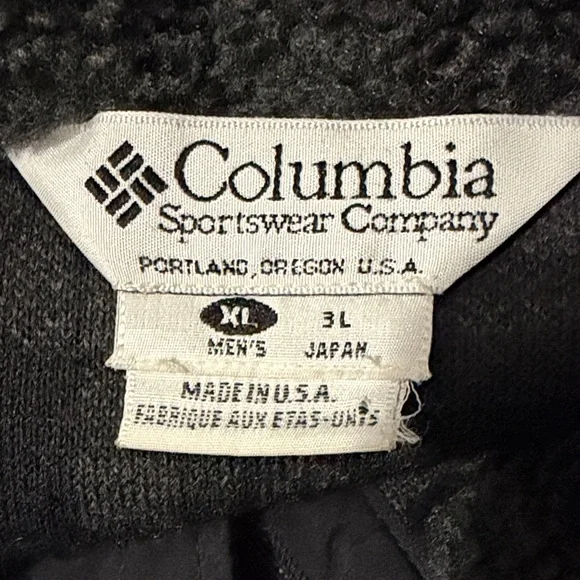 Columbia
Sportswear Company
PORTLAND, OREGON U.S.A.
XL 3L
MEN'S JAPAN
MADE IN U.S.A.
FABRIQUE AUX ETAS-UNIS